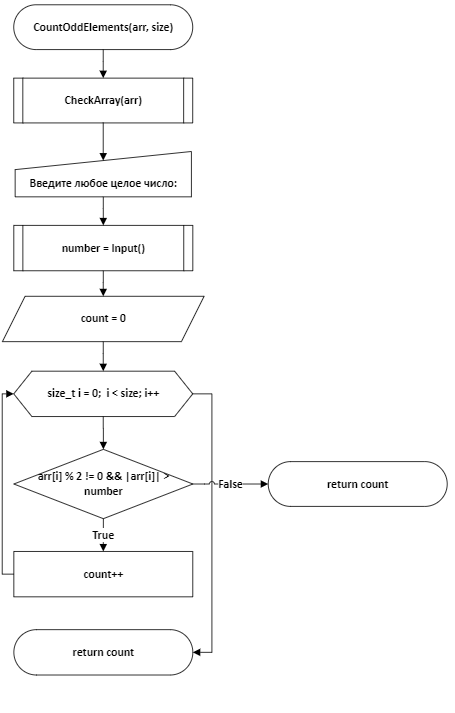 CountOddElements(arr, size)
CheckArray(arr)
Введите любое целое число:
number = Input()
count = 0
size_t i = 0;  i < size; i++
arr[i] % 2 != 0 && |arr[i]| >
number
False
return count
True
count++
return count